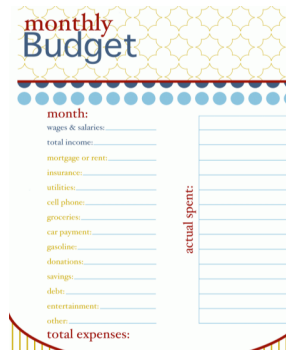 monthly
Budget
month:
wages & salaries:
total income:
mortgage or rent:
insurance:
utilities:
cell phone:
groceries:
car payment:
gasoline:
donations:
savings:
debt:
entertainment:
other:
total expenses:
actual spent: